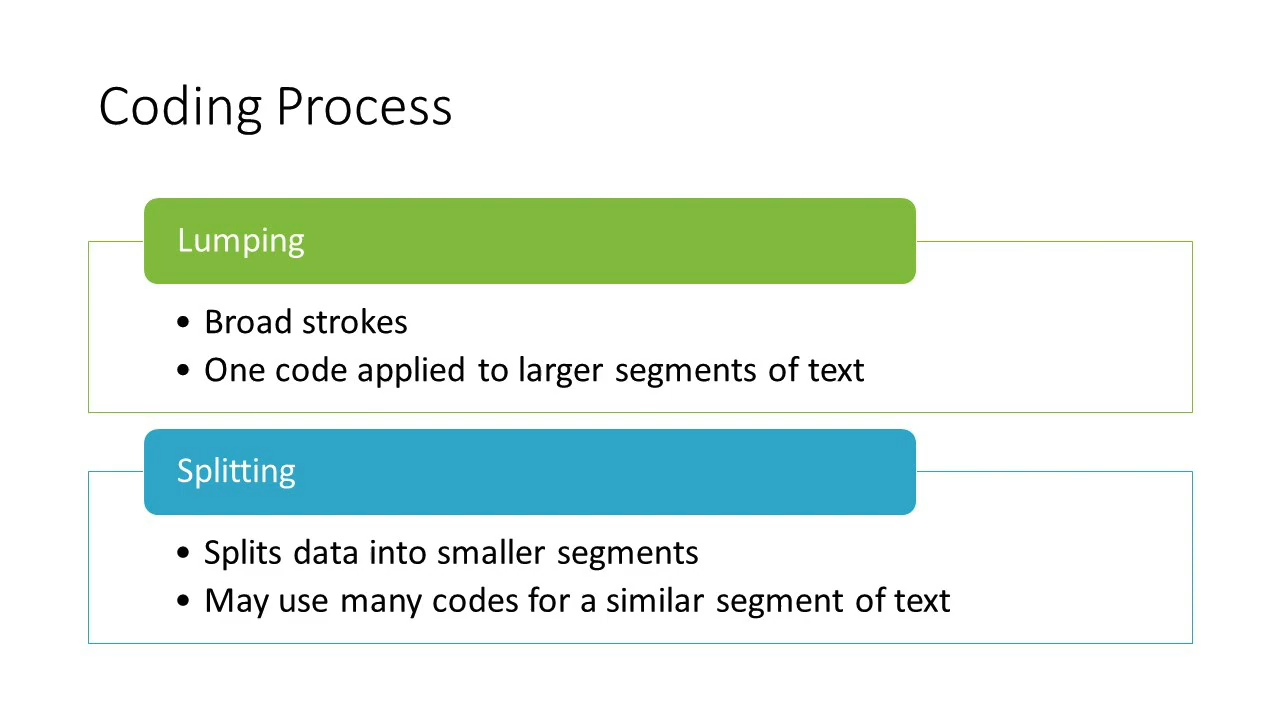 Coding Process
Lumping
• Broad strokes
• One code applied to larger segments of text
Splitting
• Splits data into smaller segments
• May use many codes for a similar segment of text